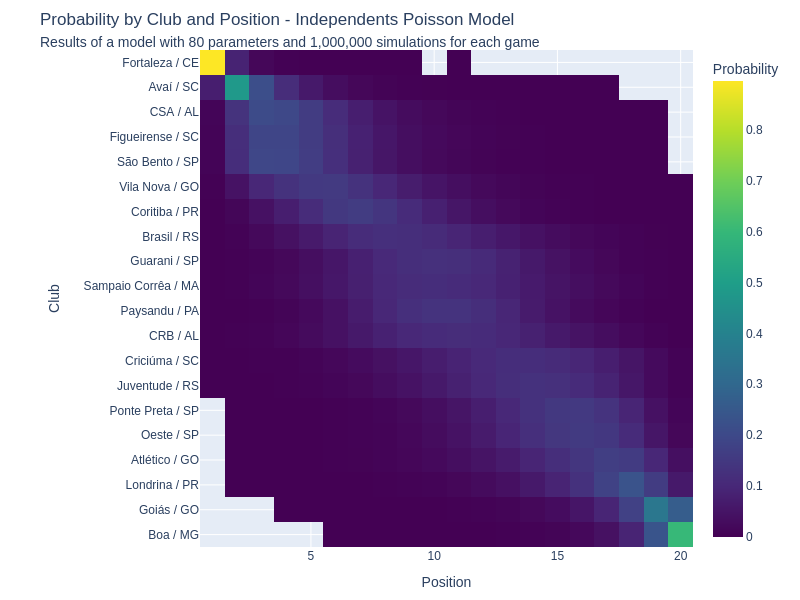 Probability by Club and Position - Independents Poisson Model
Results of a model with 80 parameters and 1,000,000 simulations for each game
Probability
Fortaleza / CE
Avaí / SC
CSA / AL
Figueirense / SC
São Bento / SP
Vila Nova / GO
Coritiba / PR
Brasil / RS
Guarani / SP
Sampaio Corrêa / MA
Paysandu / PA
CRB / AL
Criciúma / SC
Juventude / RS
Ponte Preta / SP
Oeste / SP
Atlético / GO
Londrina / PR
Goiás / GO
Boa / MG
Club
5
10
15
20
Position
0.8
0.7
0.6
0.5
0.4
0.3
0.2
0.1
0